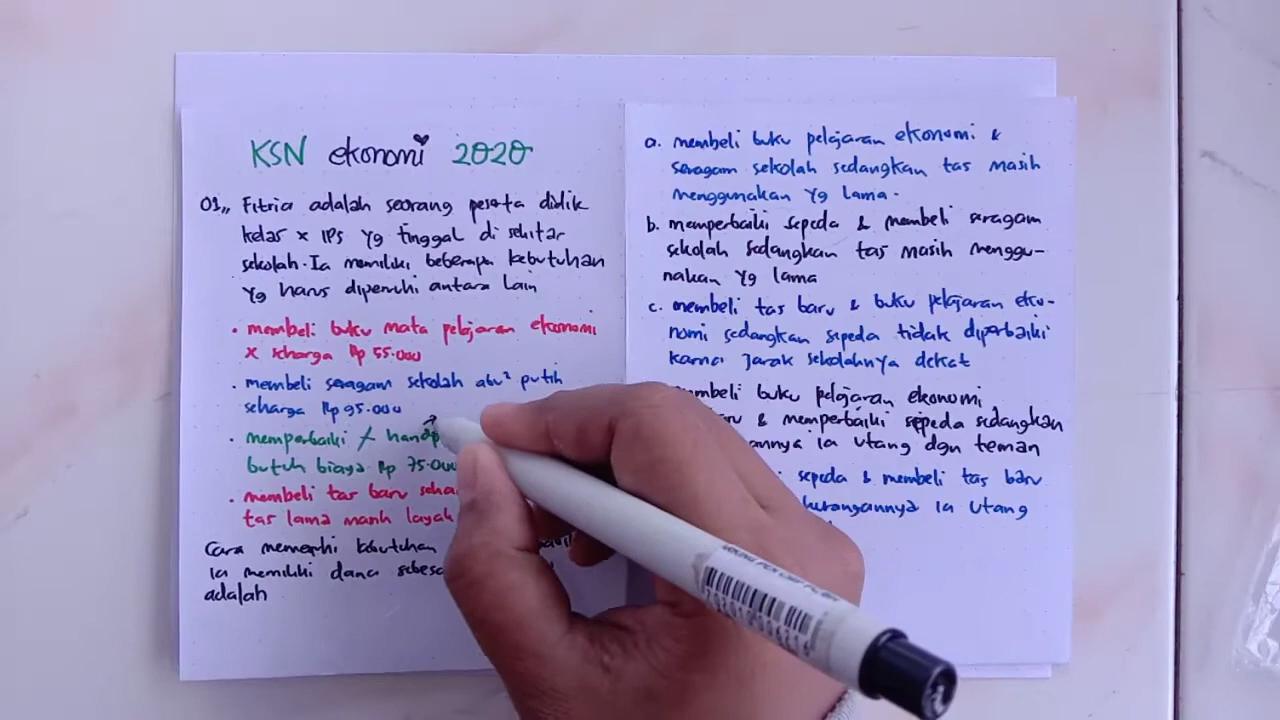 KSN ekonomi 2020
01,, Fitria adalah seorang peserta didik
kelas x IPS yg tinggal di sekitar
sekolah. Ia memiliki beberapa kebutuhan
yg harus dipenuhi antara lain
• membeli buku mata pelajaran ekonomi
x seharga Rp 55.000
• membeli seragam sekolah abu² putih
seharga Rp 95.000
• memperbaiki
butuh biaya Rp 75.000
• membeli tas baru
tas lama masih layak
Cara memenuhi kebutuhan
Ia memiliki dana
adalah
a. membeli buku pelajaran ekonomi &
seragam sekolah sedangkan tas masih
menggunakan yg lama.
b. memperbaiki sepeda & membeli seragam
sekolah sedangkan tas masih menggu-
nakan yg lama
c. membeli tas baru & buku pelajaran eko-
nomi sedangkan sepeda tidak diperbaiki
karna jarak sekolahnya dekat
membeli buku pelajaran ekonomi
& memperbaiki sepeda sedangkan
ia utang dgn teman
sepeda & membeli tas baru
kurangannya ia utang